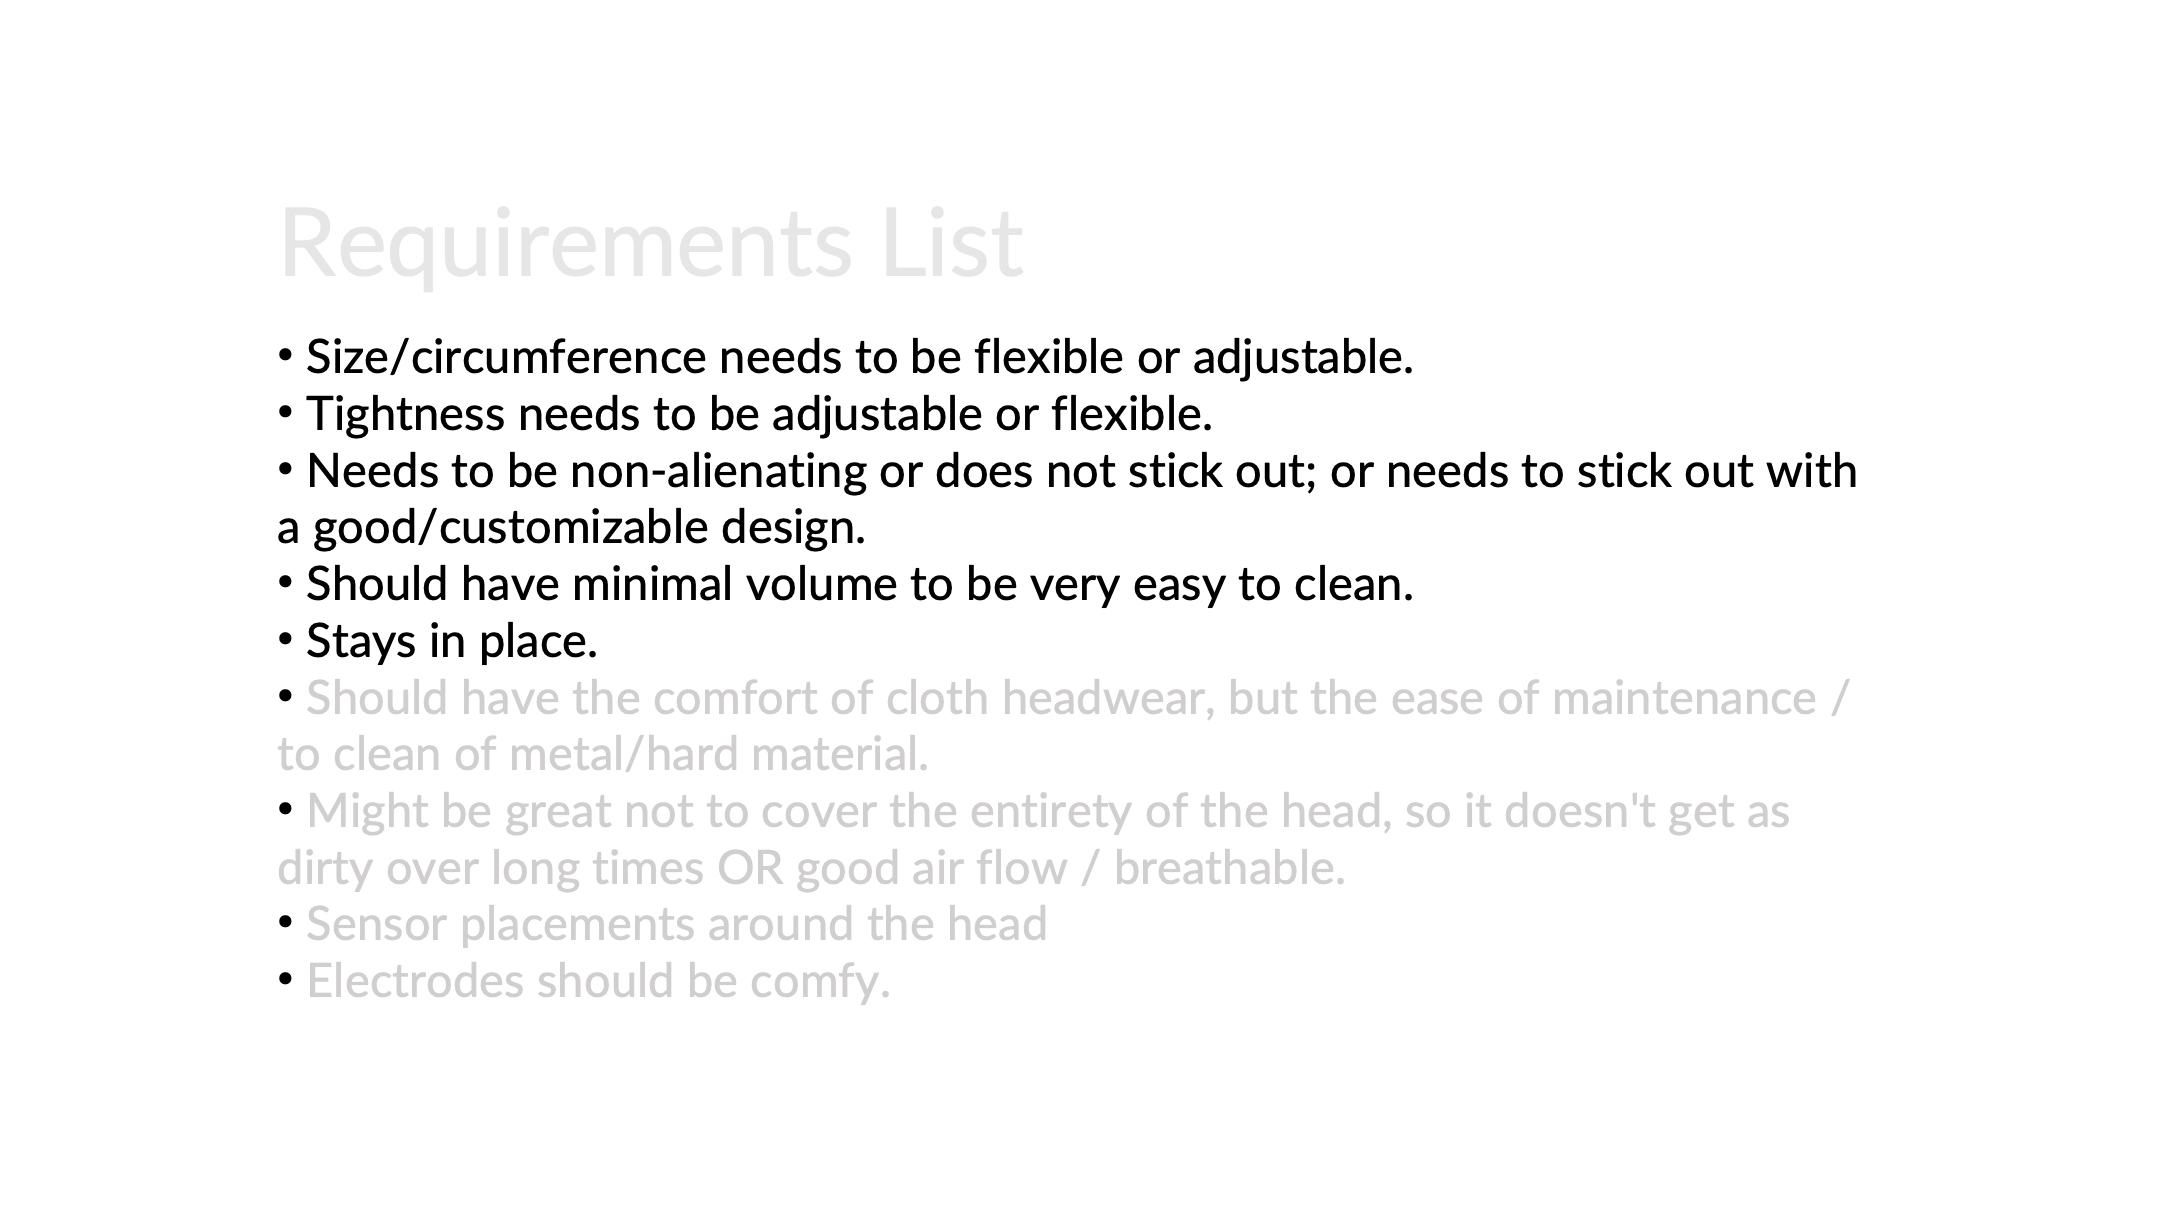 Requirements List
• Size/circumference needs to be flexible or adjustable.
• Tightness needs to be adjustable or flexible.
• Needs to be non-alienating or does not stick out; or needs to stick out with
a good/customizable design.
• Should have minimal volume to be very easy to clean.
• Stays in place.
• Should have the comfort of cloth headwear, but the ease of maintenance /
to clean of metal/hard material.
• Might be great not to cover the entirety of the head, so it doesn't get as
dirty over long times OR good air flow / breathable.
• Sensor placements around the head
• Electrodes should be comfy.